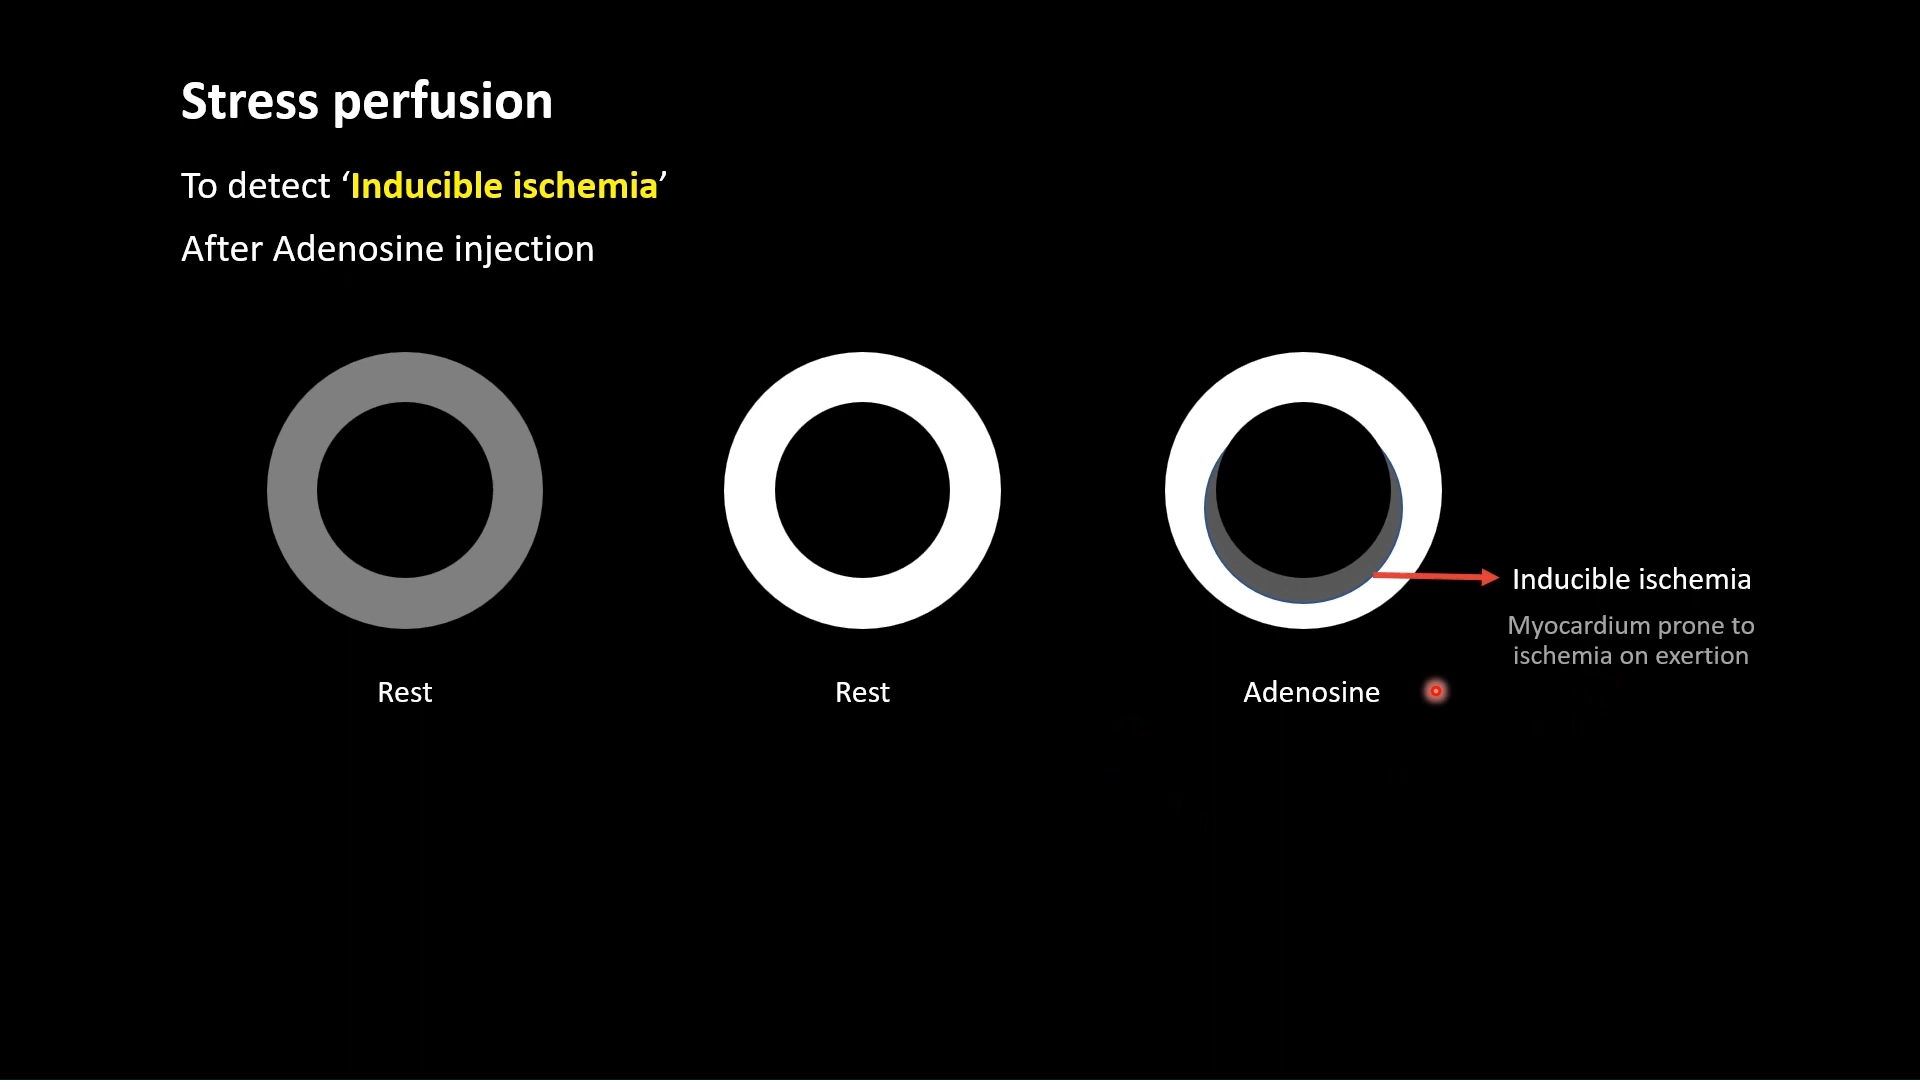 Stress perfusion
To detect ‘Inducible ischemia’
After Adenosine injection
Inducible ischemia
Myocardium prone to
ischemia on exertion
Rest
Rest
Adenosine